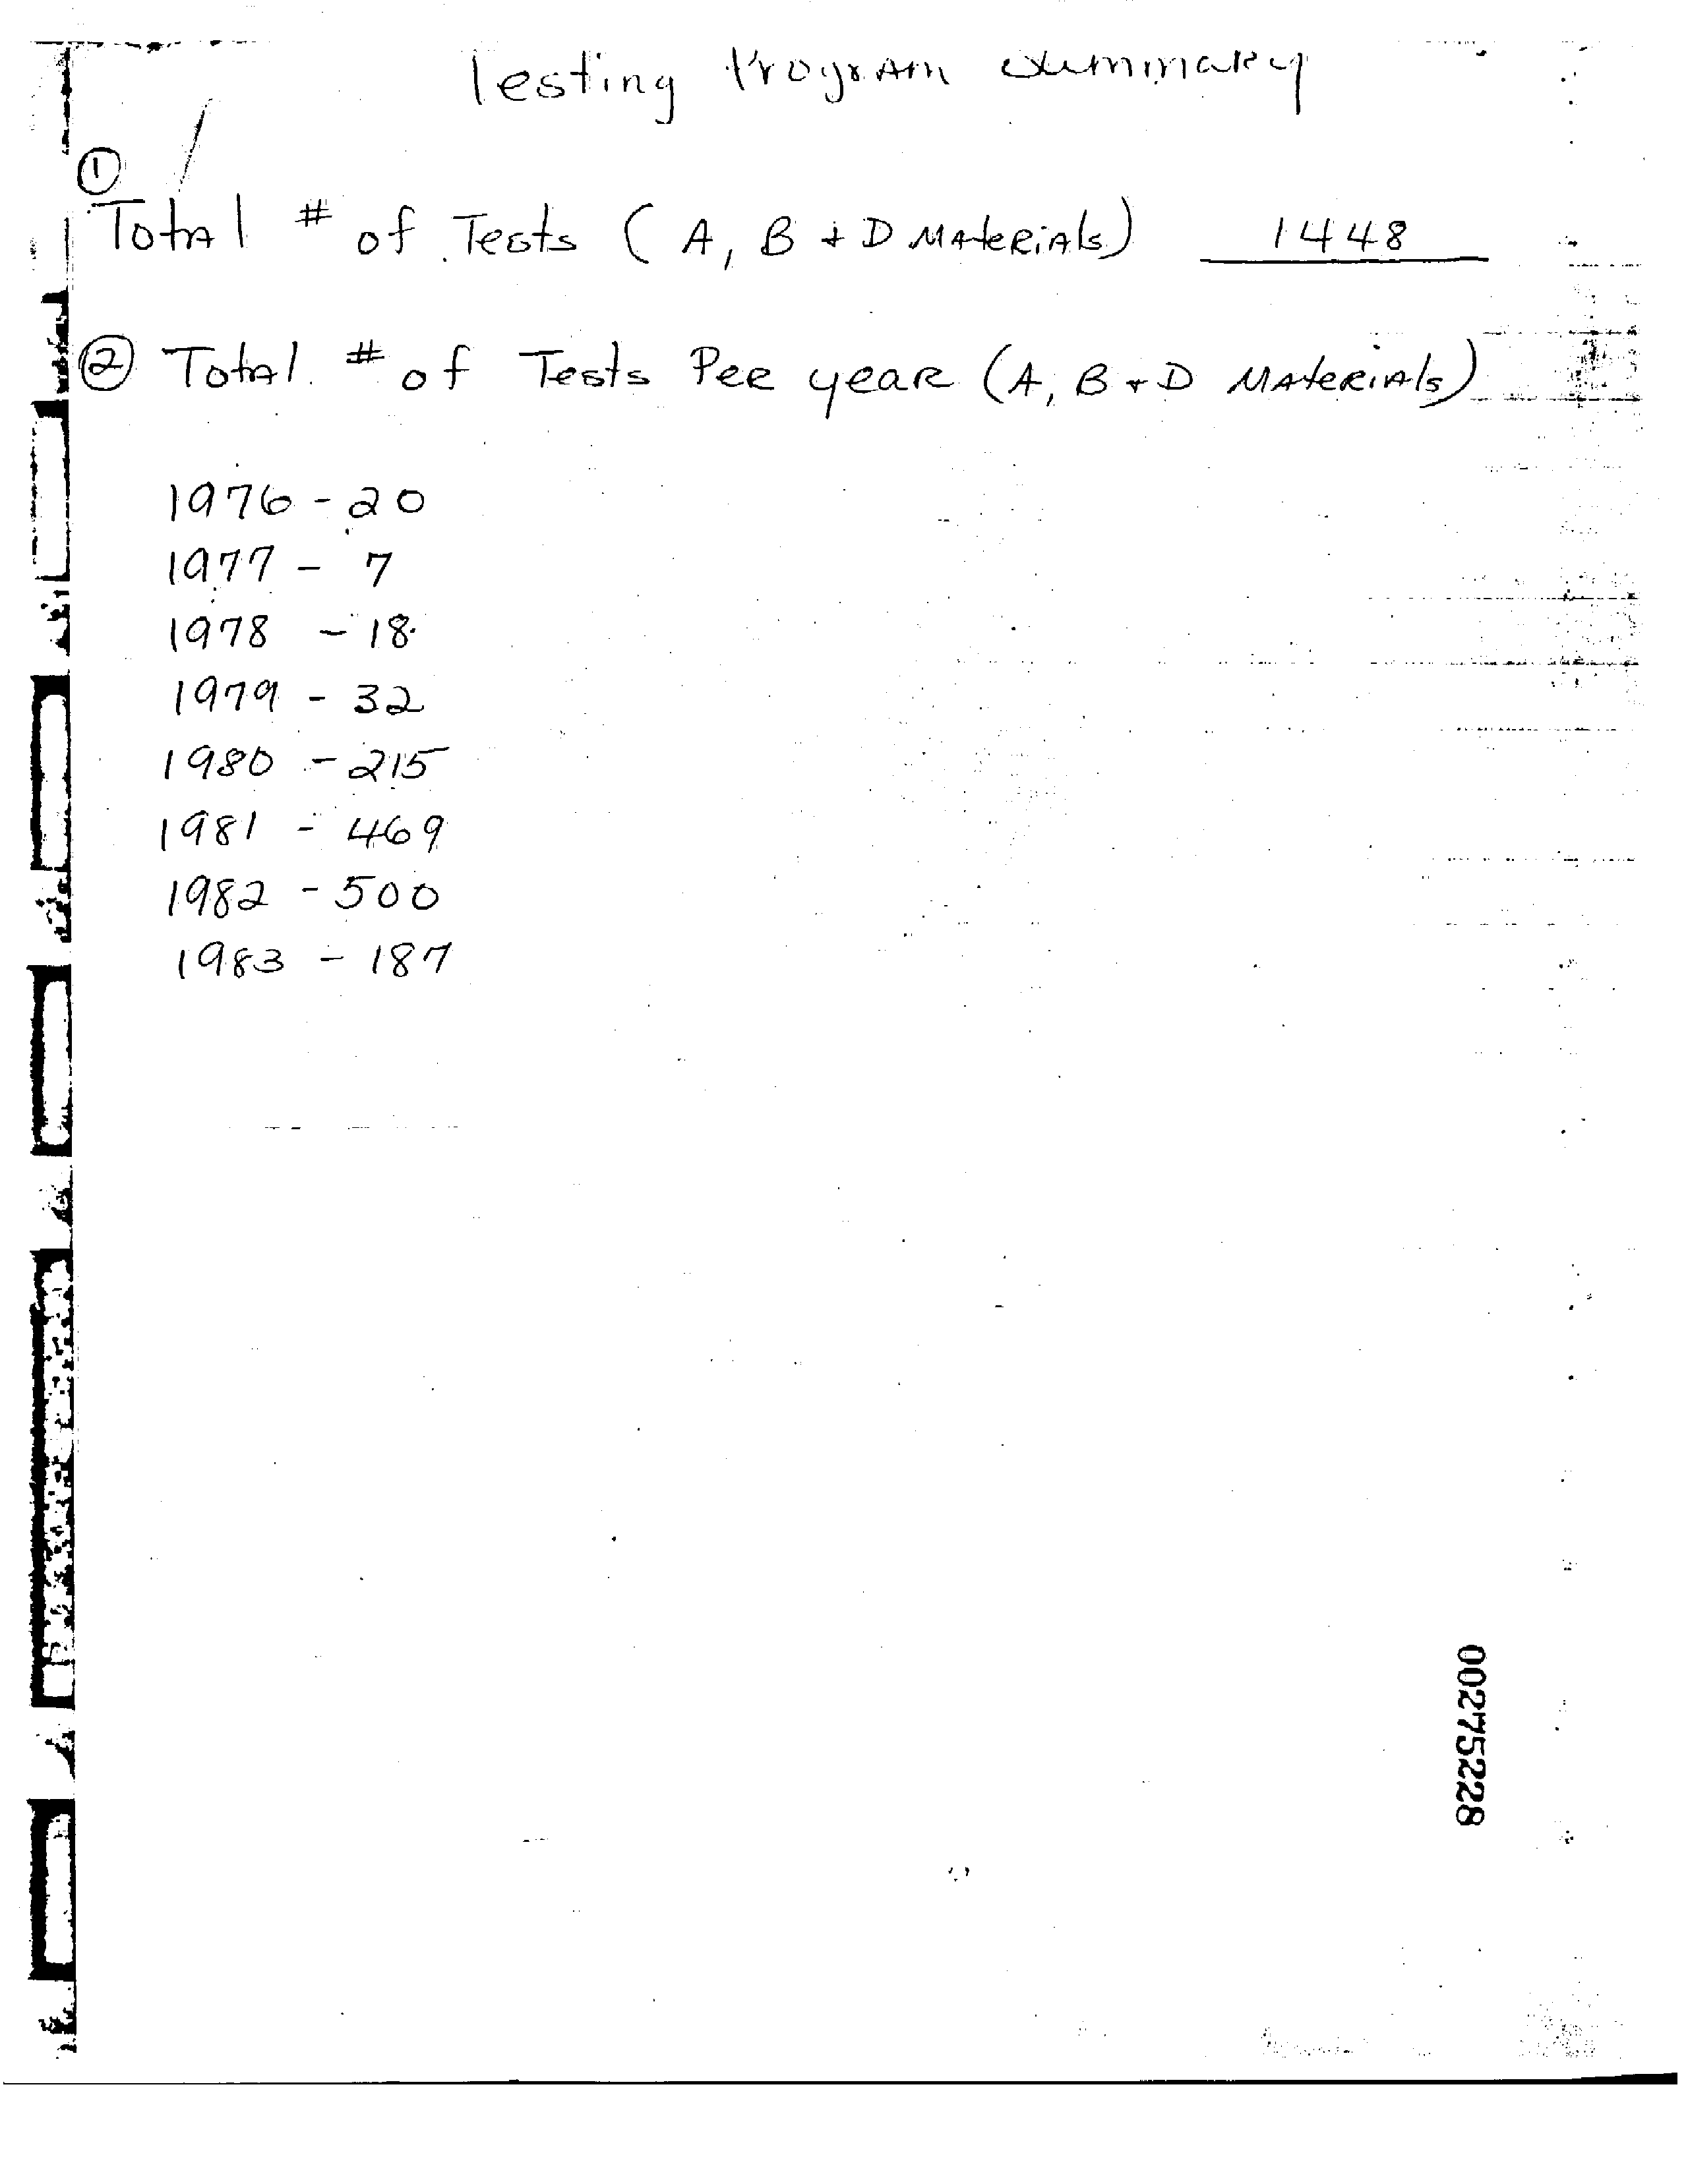 Testing Program Summary
①
Total # of Tests (A, B + D Materials) 1448
② Total # of Tests Per year (A, B + D Materials)
1976 - 20
1977 - 7
1978 - 18
1979 - 32
1980 - 215
1981 - 469
1982 - 500
1983 - 187
00275228